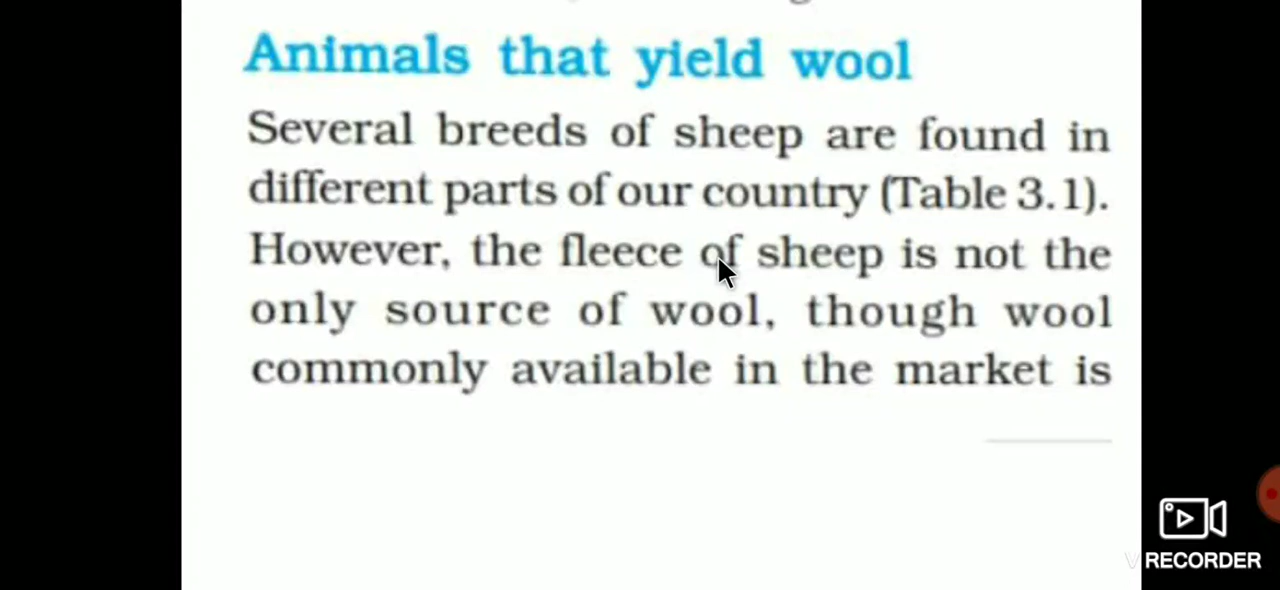 Animals that yield wool
Several breeds of sheep are found in
different parts of our country (Table 3.1).
However, the fleece of sheep is not the
only source of wool, though wool
commonly available in the market is
V RECORDER